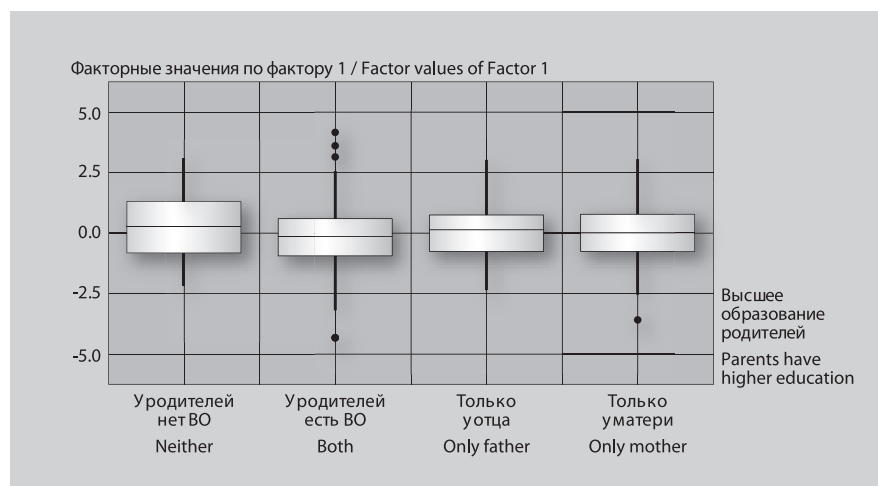 Факторные значения по фактору 1 / Factor values of Factor 1
5.0
2.5
0.0
-2.5
-5.0
Высшее
образование
родителей
Parents have
higher education
У родителей
нет ВО
Neither
У родителей
есть ВО
Both
Только
у отца
Only father
Только
у матери
Only mother